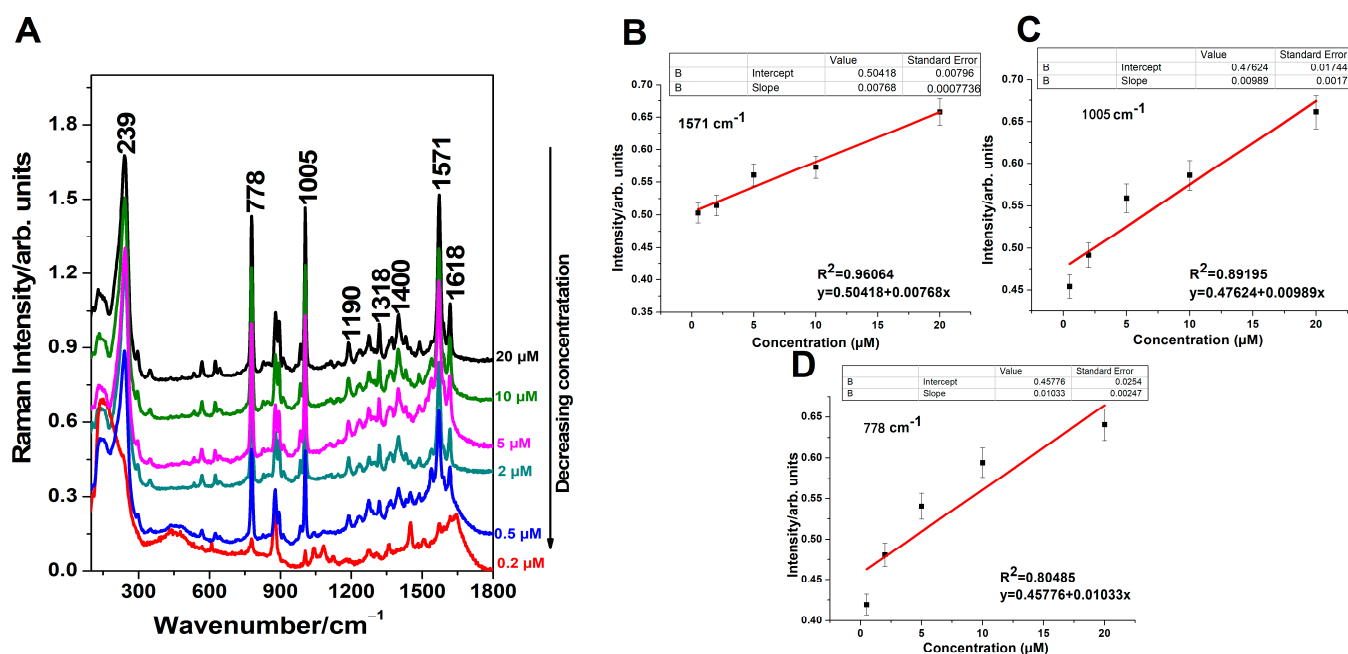 A
Raman Intensity/arb. units
1.8
1.5
1.2
0.9
0.6
0.3
0.0
239
778
1005
1190
1318
1400
1571
1618
20 µM
10 µM
5 µM
2 µM
0.5 µM
0.2 µM
Decreasing concentratation
300 600 900 1200 1500 1800
Wavenumber/cm⁻¹
B
Value Standard Error
B Intercept 0.50418 0.00796
B Slope 0.00768 0.0007736
1571 cm⁻¹
Intensity/arb. units
0.70
0.65
0.60
0.55
0.50
0.45
0.40
0.35
R²=0.96064
y=0.50418+0.00768x
0 5 10 15 20
Concentration (µM)
C
Value Standard Error
B Intercept 0.47624 0.01744
B Slope 0.00989 0.0017
1005 cm⁻¹
Intensity/arb. units
0.70
0.65
0.60
0.55
0.50
0.45
R²=0.89195
y=0.47624+0.00989x
0 5 10 15 20
Concentration (µM)
D
Value Standard Error
B Intercept 0.45776 0.0254
B Slope 0.01033 0.00247
778 cm⁻¹
Intensity/arb. units
0.65
0.60
0.55
0.50
0.45
0.40
R²=0.80485
y=0.45776+0.01033x
0 5 10 15 20
Concentration (µM)